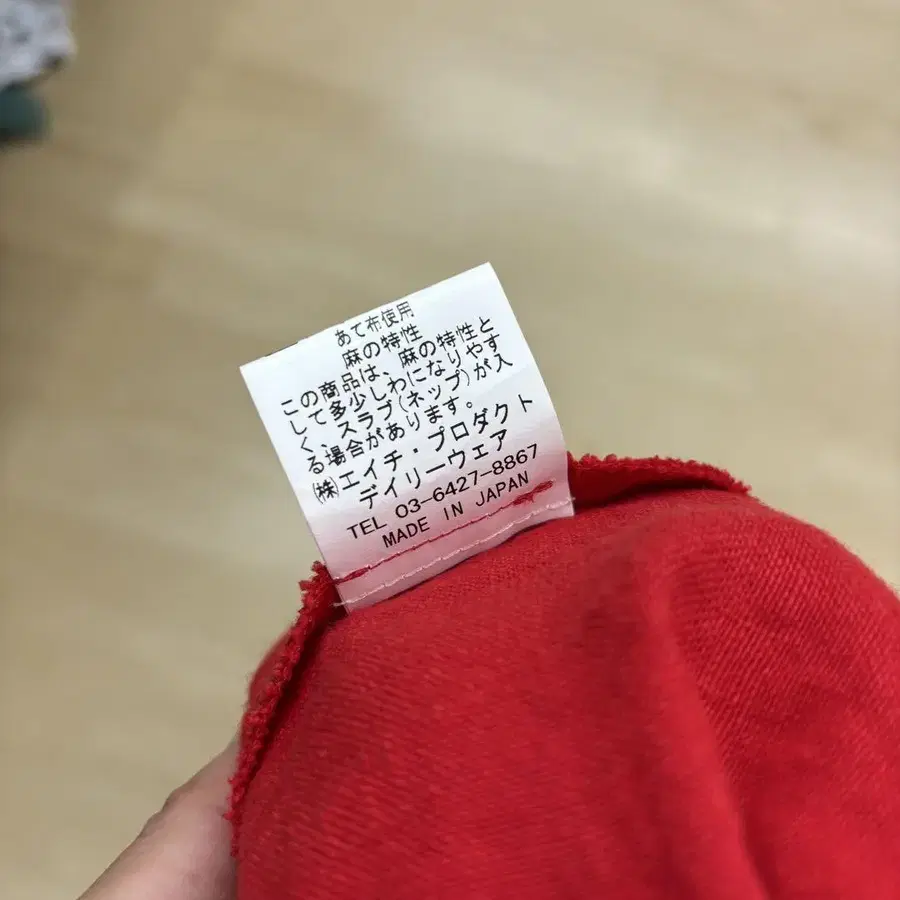 あて布使用
麻の特性
この商品は、麻の特性と
して多少しわになりやす
く、スラブ(ネップ)が入
る場合があります。
㈱エイチ・プロダクト
デイリーウェア
TEL 03-6427-8867
MADE IN JAPAN